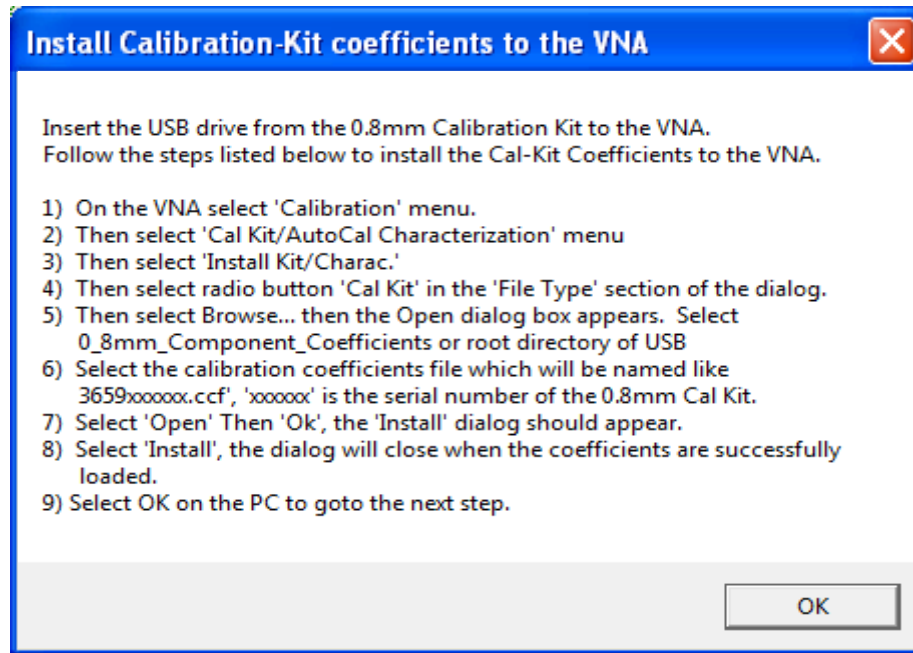 Install Calibration-Kit coefficients to the VNA
Insert the USB drive from the 0.8mm Calibration Kit to the VNA.
Follow the steps listed below to install the Cal-Kit Coefficients to the VNA.
1) On the VNA select 'Calibration' menu.
2) Then select 'Cal Kit/AutoCal Characterization' menu
3) Then select 'Install Kit/Charac.'
4) Then select radio button 'Cal Kit' in the 'File Type' section of the dialog.
5) Then select Browse... then the Open dialog box appears. Select
0_8mm_Component_Coefficients or root directory of USB
6) Select the calibration coefficients file which will be named like
3659xxxxxx.ccf', 'xxxxxx' is the serial number of the 0.8mm Cal Kit.
7) Select 'Open' Then 'Ok', the 'Install' dialog should appear.
8) Select 'Install', the dialog will close when the coefficients are successfully
loaded.
9) Select OK on the PC to goto the next step.
OK